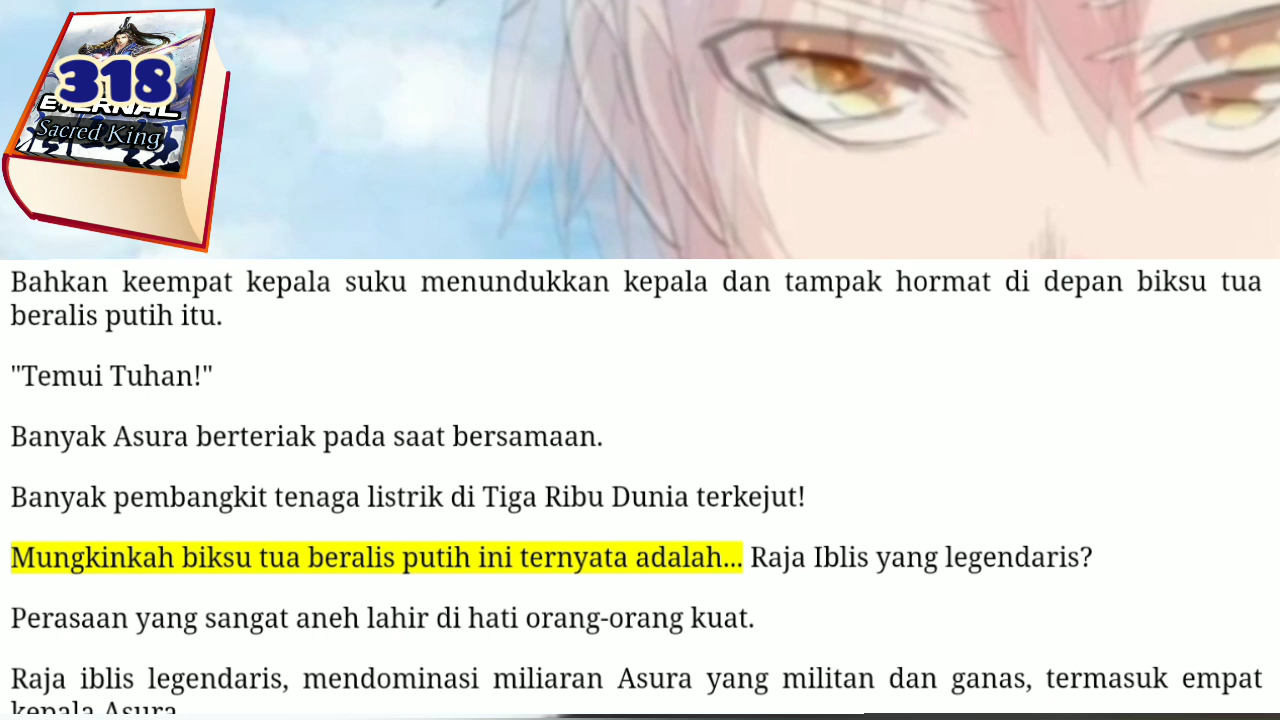 318
ETERNAL
Sacred King
Bahkan keempat kepala suku menundukkan kepala dan tampak hormat di depan biksu tua
beralis putih itu.
"Temui Tuhan!"
Banyak Asura berteriak pada saat bersamaan.
Banyak pembangkit tenaga listrik di Tiga Ribu Dunia terkejut!
Mungkinkah biksu tua beralis putih ini ternyata adalah... Raja Iblis yang legendaris?
Perasaan yang sangat aneh lahir di hati orang-orang kuat.
Raja iblis legendaris, mendominasi miliaran Asura yang militan dan ganas, termasuk empat
kepala Asura